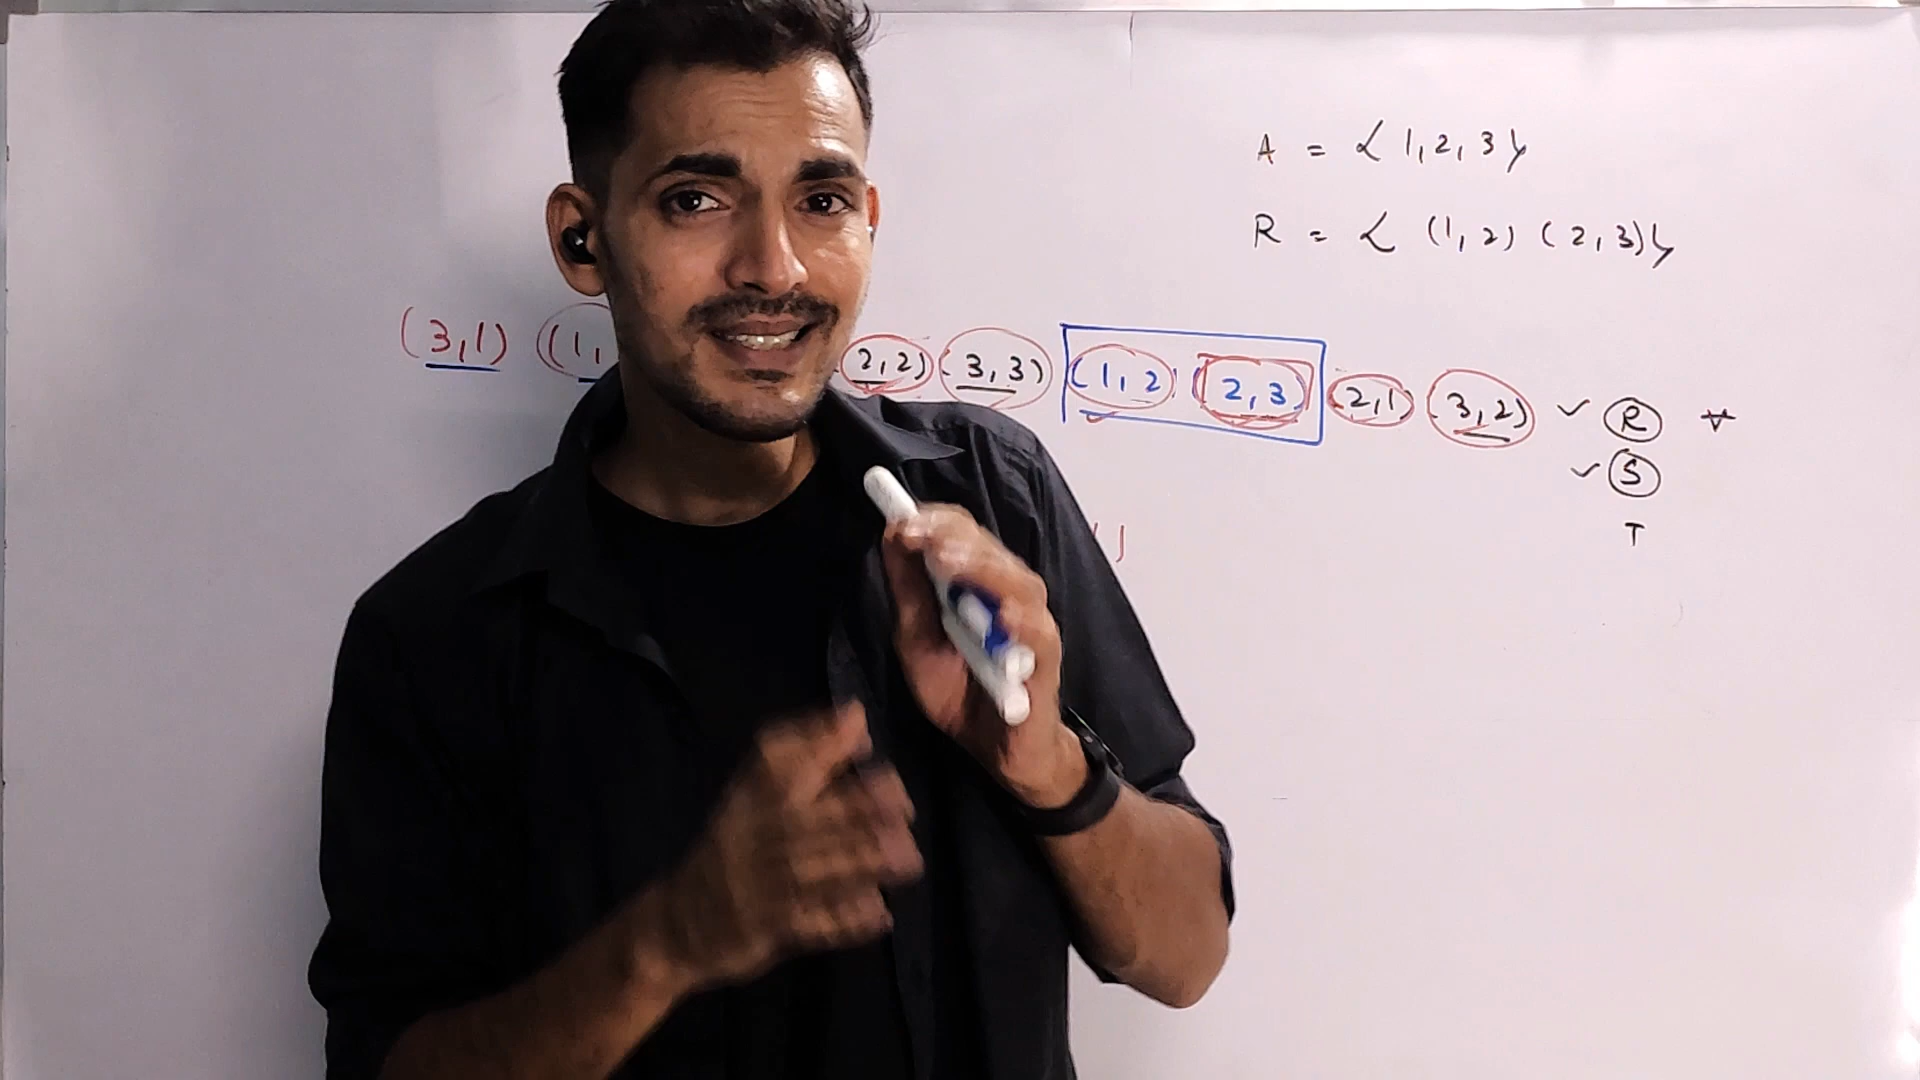 A = { 1, 2, 3 }
R = { (1, 2) (2, 3) }
(3,1) (1, 2,2) (3,3) (1,2) (2,3) (2,1) (3,2) ✓ R ∀
✓ S
T